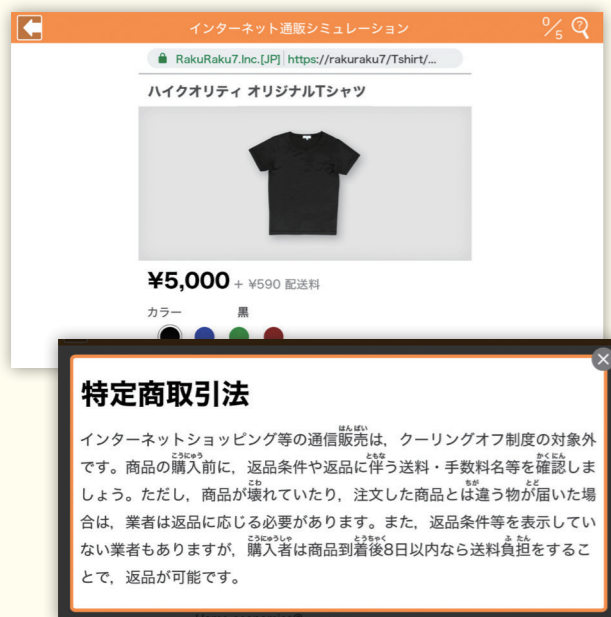 インターネット通販シミュレーション
0/5
RakuRaku7.Inc.[JP] https://rakuraku7/Tshirt/...
ハイクオリティ オリジナルTシャツ
¥5,000 + ¥590 配送料
カラー 黒
特定商取引法
インターネットショッピング等の通信販売は，クーリングオフ制度の対象外
です。商品の購入前に，返品条件や返品に伴う送料・手数料名等を確認しま
しょう。ただし，商品が壊れていたり，注文した商品とは違う物が届いた場
合は，業者は返品に応じる必要があります。また，返品条件等を表示してい
ない業者もありますが，購入者は商品到着後8日以内なら送料負担をするこ
とで，返品が可能です。